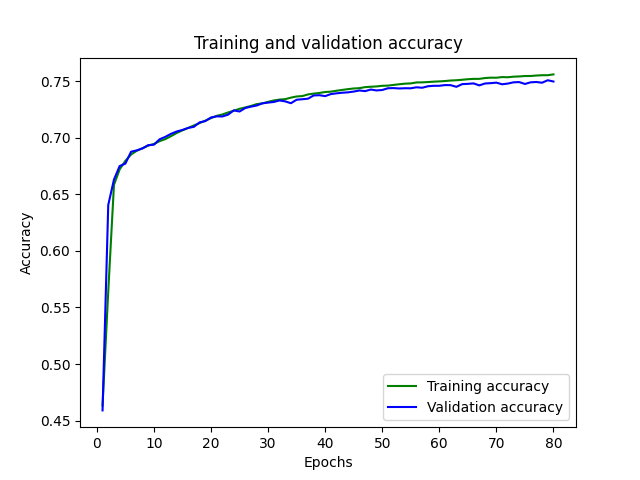 Training and validation accuracy
Accuracy
0.75
0.70
0.65
0.60
0.55
0.50
0.45
Training accuracy
Validation accuracy
0 10 20 30 40 50 60 70 80
Epochs